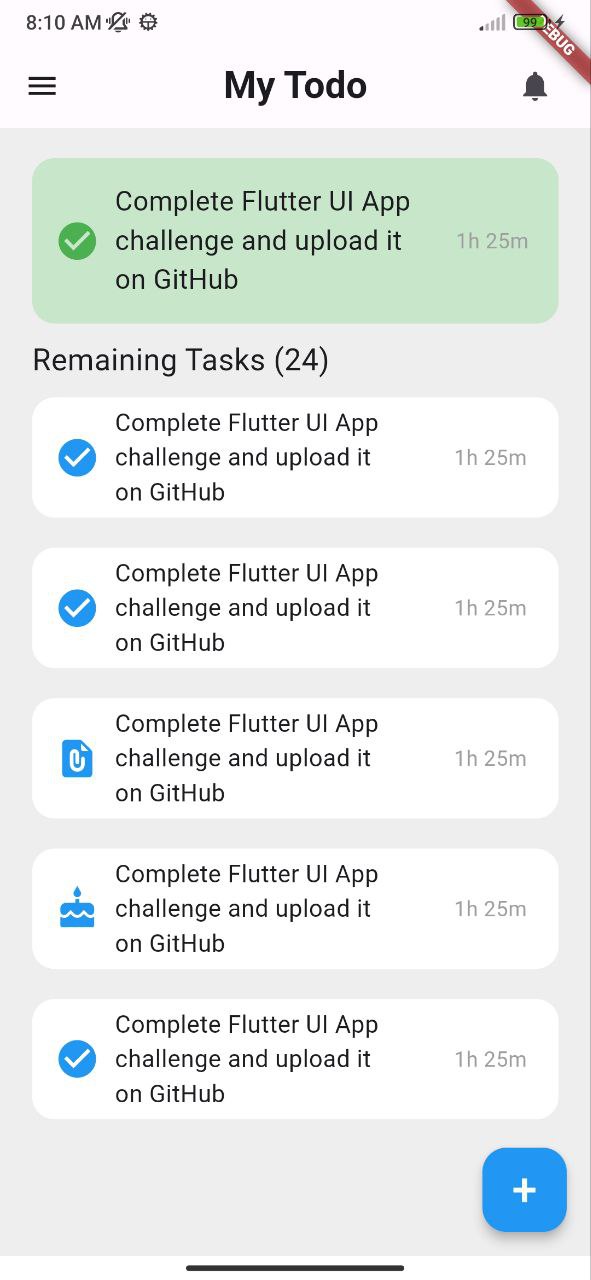 8:10 AM
99
DEBUG
My Todo
Complete Flutter UI App
challenge and upload it
on GitHub
1h 25m
Remaining Tasks (24)
Complete Flutter UI App
challenge and upload it
on GitHub
1h 25m
Complete Flutter UI App
challenge and upload it
on GitHub
1h 25m
Complete Flutter UI App
challenge and upload it
on GitHub
1h 25m
Complete Flutter UI App
challenge and upload it
on GitHub
1h 25m
Complete Flutter UI App
challenge and upload it
on GitHub
1h 25m